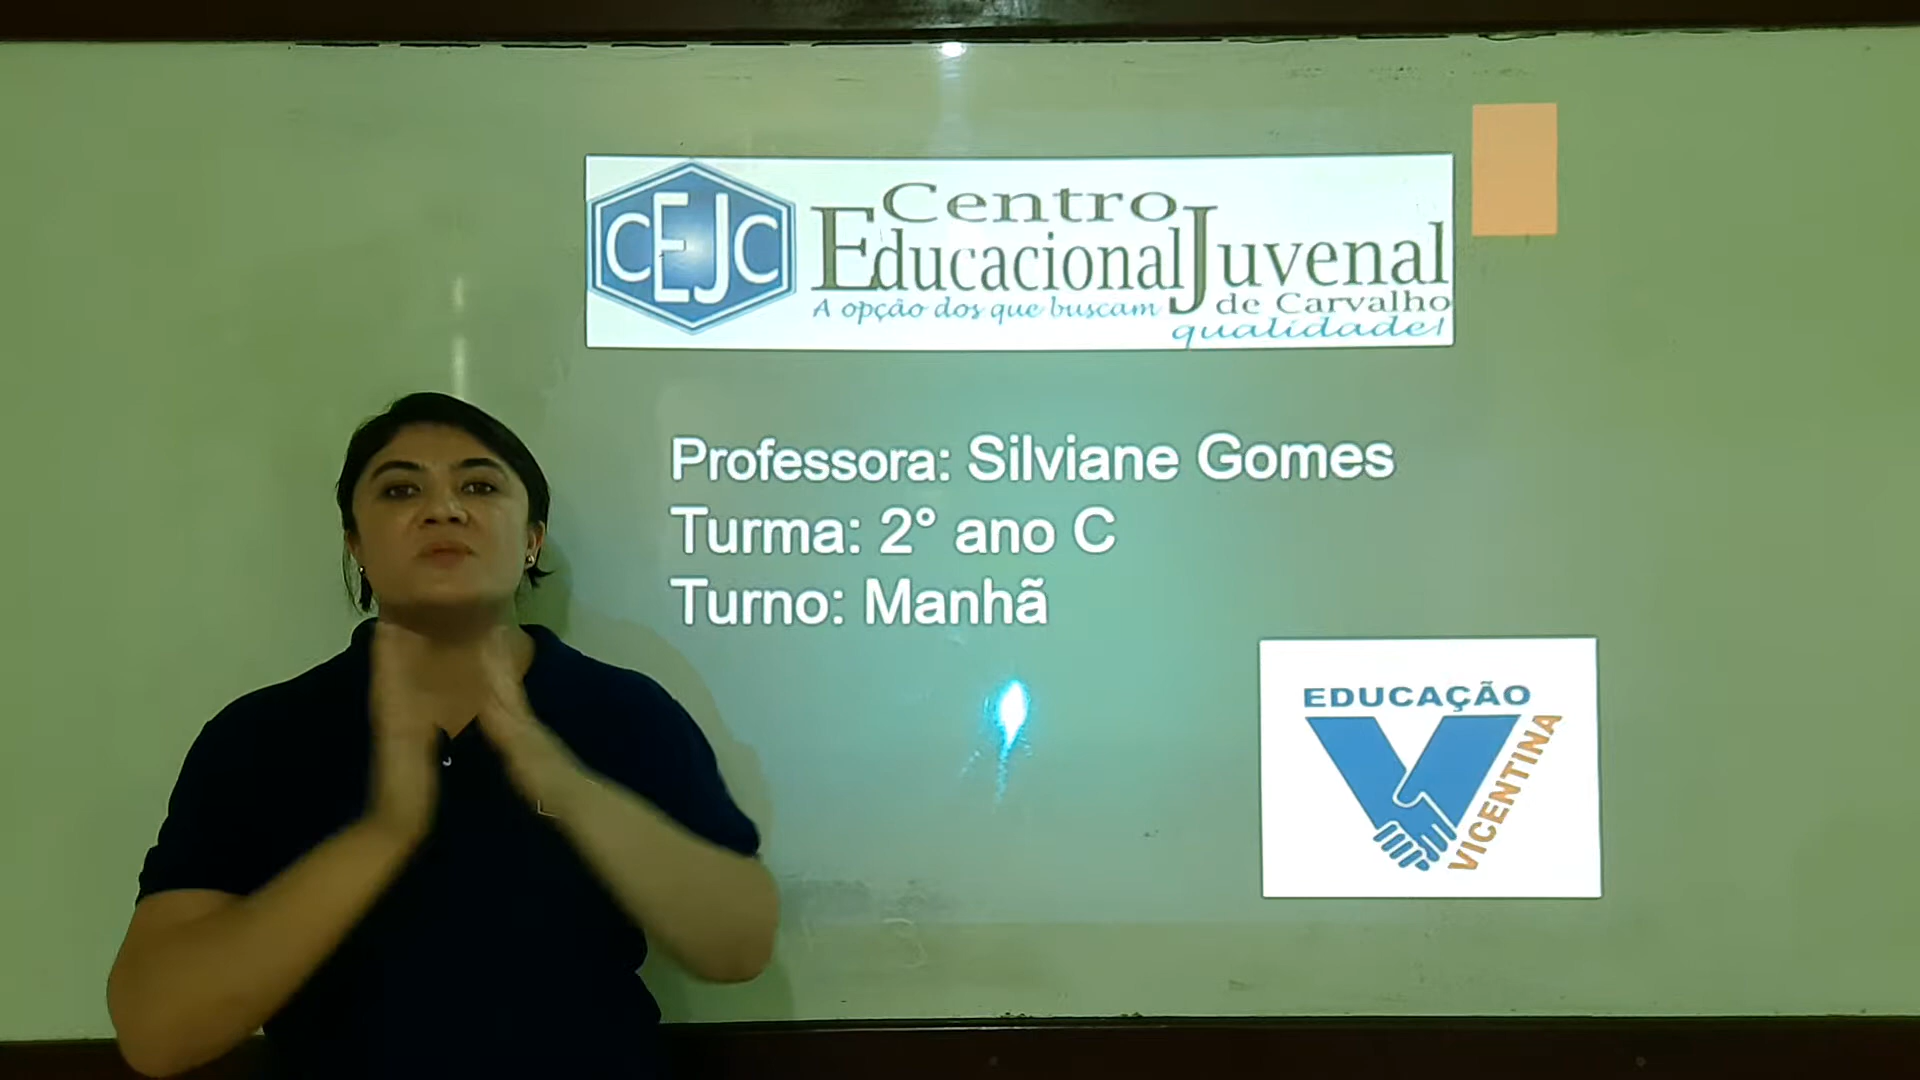 CEJC
Centro
Educacional Juvenal
de Carvalho
A opção dos que buscam
qualidade!
Professora: Silviane Gomes
Turma: 2° ano C
Turno: Manhã
EDUCAÇÃO
VICENTINA